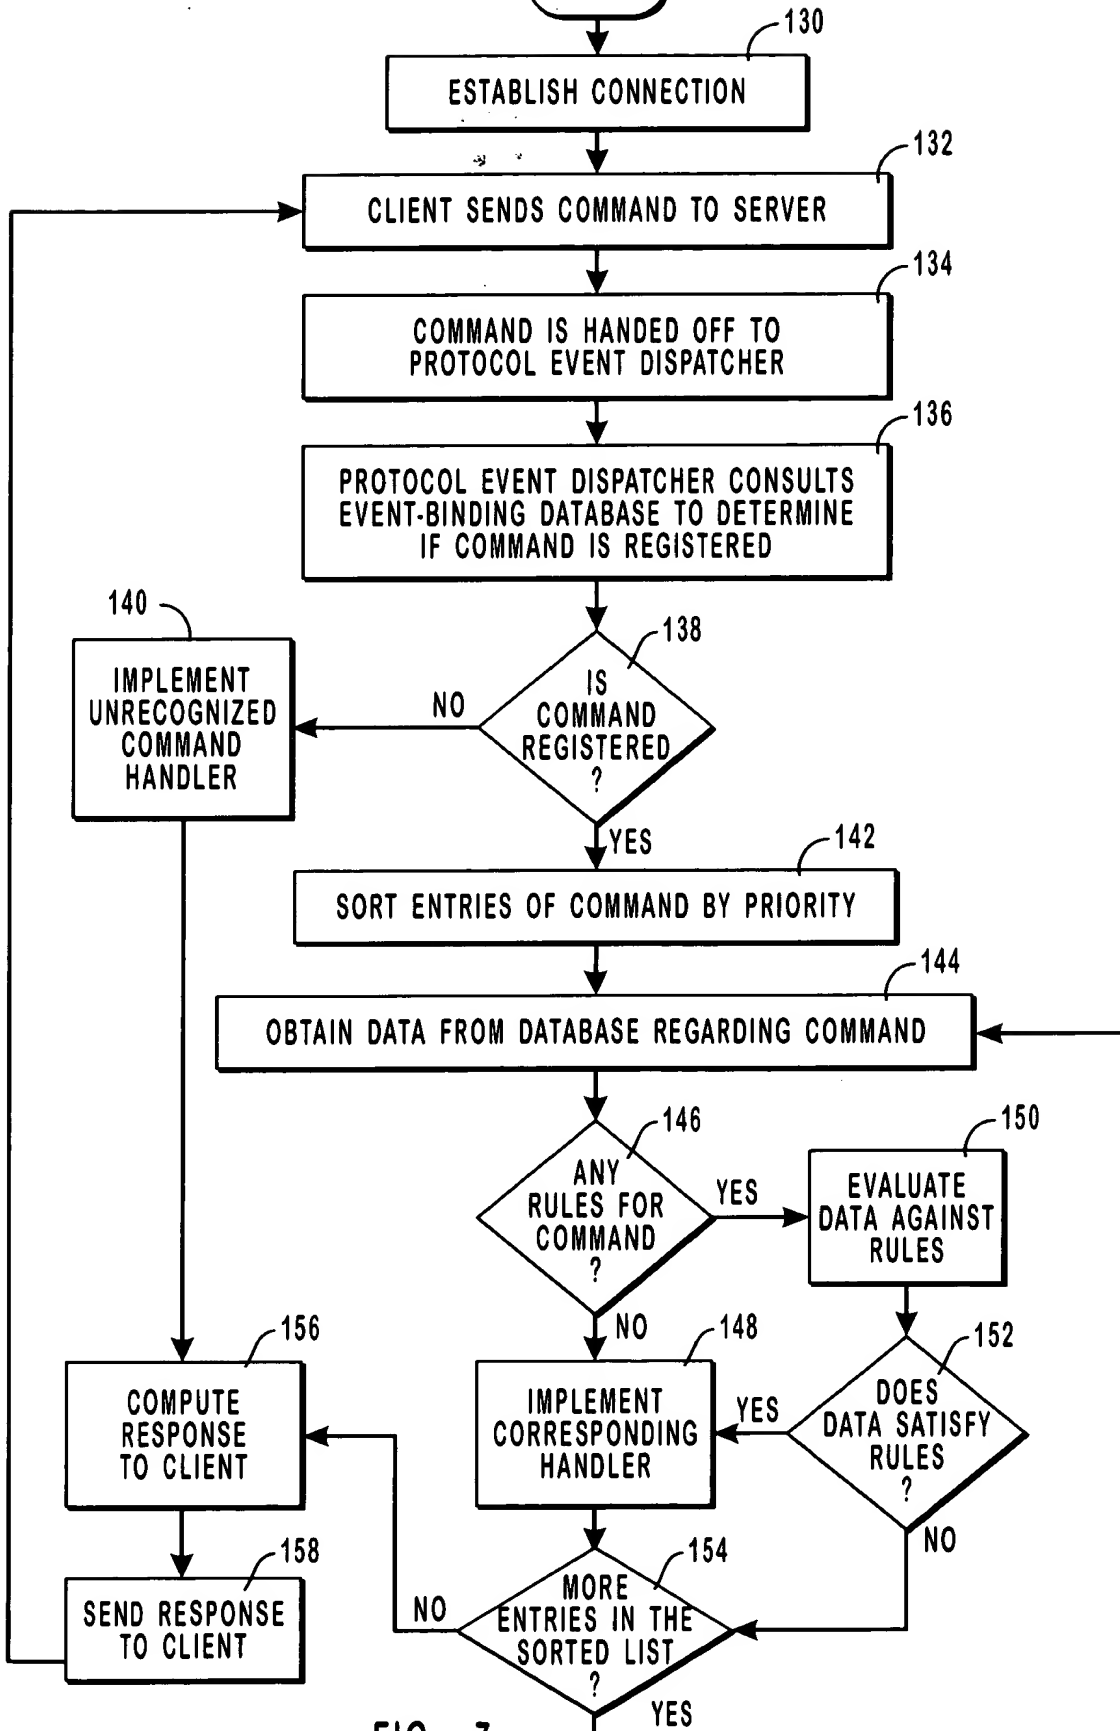 130
ESTABLISH CONNECTION
132
CLIENT SENDS COMMAND TO SERVER
134
COMMAND IS HANDED OFF TO
PROTOCOL EVENT DISPATCHER
136
PROTOCOL EVENT DISPATCHER CONSULTS
EVENT-BINDING DATABASE TO DETERMINE
IF COMMAND IS REGISTERED
138
IS
COMMAND
REGISTERED
?
NO
140
IMPLEMENT
UNRECOGNIZED
COMMAND
HANDLER
YES
142
SORT ENTRIES OF COMMAND BY PRIORITY
144
OBTAIN DATA FROM DATABASE REGARDING COMMAND
146
ANY
RULES FOR
COMMAND
?
YES
150
EVALUATE
DATA AGAINST
RULES
NO
148
IMPLEMENT
CORRESPONDING
HANDLER
152
DOES
DATA SATISFY
RULES
?
YES
NO
154
MORE
ENTRIES IN THE
SORTED LIST
?
NO
YES
156
COMPUTE
RESPONSE
TO CLIENT
158
SEND RESPONSE
TO CLIENT